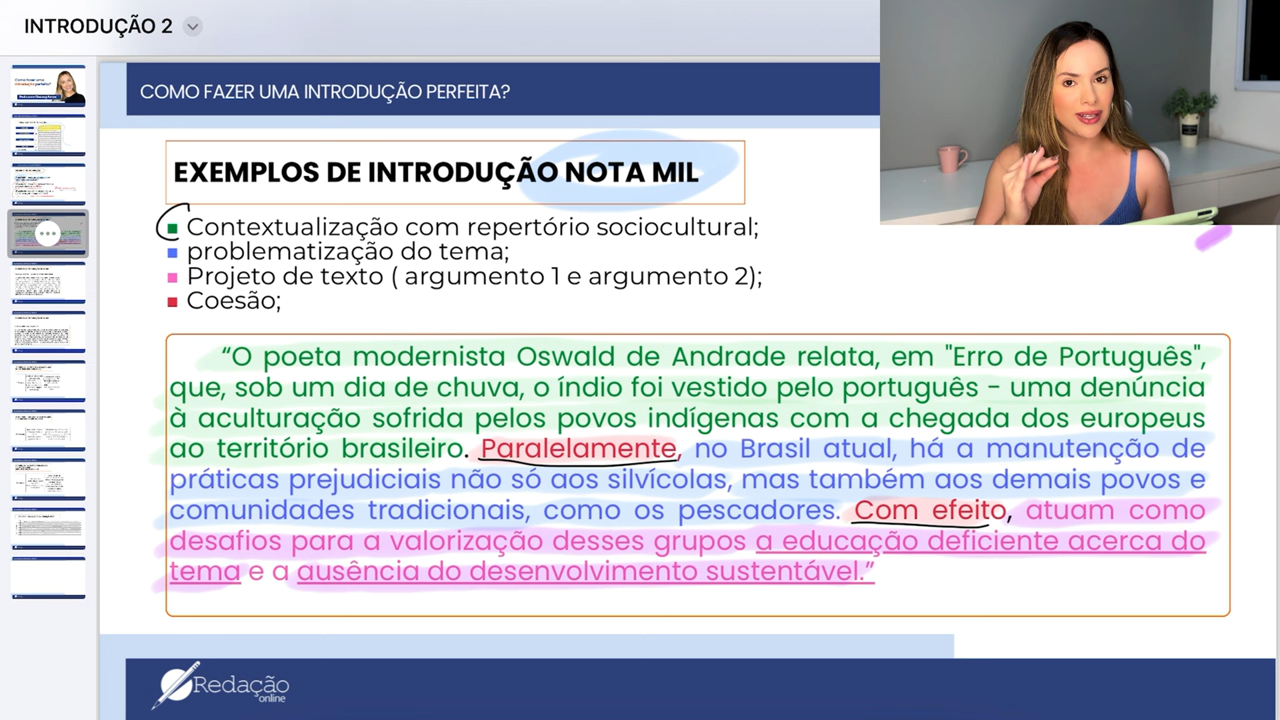 INTRODUÇÃO 2
COMO FAZER UMA INTRODUÇÃO PERFEITA?
EXEMPLOS DE INTRODUÇÃO NOTA MIL
Contextualização com repertório sociocultural;
problematização do tema;
Projeto de texto ( argumento 1 e argumento 2);
Coesão;
“O poeta modernista Oswald de Andrade relata, em "Erro de Português",
que, sob um dia de chuva, o índio foi vestido pelo português - uma denúncia
à aculturação sofrida pelos povos indígenas com a chegada dos europeus
ao território brasileiro. Paralelamente, no Brasil atual, há a manutenção de
práticas prejudiciais não só aos silvícolas, mas também aos demais povos e
comunidades tradicionais, como os pescadores. Com efeito, atuam como
desafios para a valorização desses grupos a educação deficiente acerca do
tema e a ausência do desenvolvimento sustentável.”
Redação
online